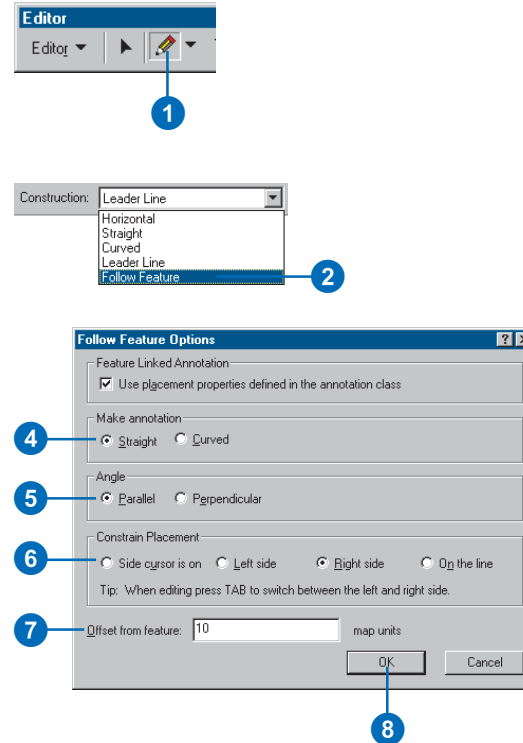 Editor
Editor
1
Construction: Leader Line
Horizontal
Straight
Curved
Leader Line
Follow Feature
2
Follow Feature Options
Feature Linked Annotation
Use placement properties defined in the annotation class
Make annotation
4 Straight Curved
Angle
5 Parallel Perpendicular
Constrain Placement
6 Side cursor is on Left side Right side On the line
Tip: When editing press TAB to switch between the left and right side.
7 Offset from feature: 10 map units
OK Cancel
8